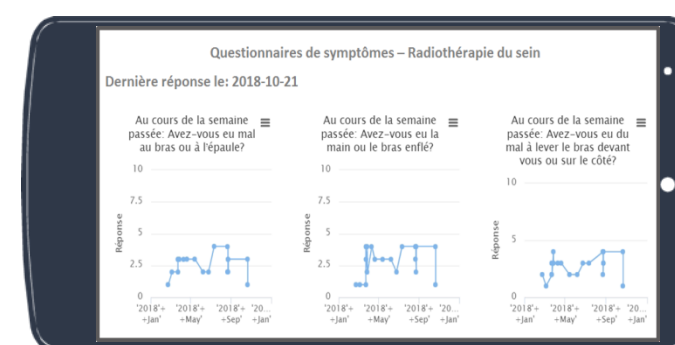 Questionnaires de symptômes – Radiothérapie du sein
Dernière réponse le: 2018-10-21
Au cours de la semaine
passée: Avez-vous eu mal
au bras ou à l'épaule?
10
7.5
5
2.5
0
Réponse
'2018'+ '2018'+ '2018'+ '20...
+Jan' +May' +Sep' +Jan'
Au cours de la semaine
passée: Avez-vous eu la
main ou le bras enflé?
10
7.5
5
2.5
0
Réponse
'2018'+ '2018'+ '2018'+ '20...
+Jan' +May' +Sep' +Jan'
Au cours de la semaine
passée: Avez-vous eu du
mal à lever le bras devant
vous ou sur le côté?
10
5
0
Réponse
'2018'+ '2018'+ '2018'+ '20...
+Jan' +May' +Sep' +Jan'